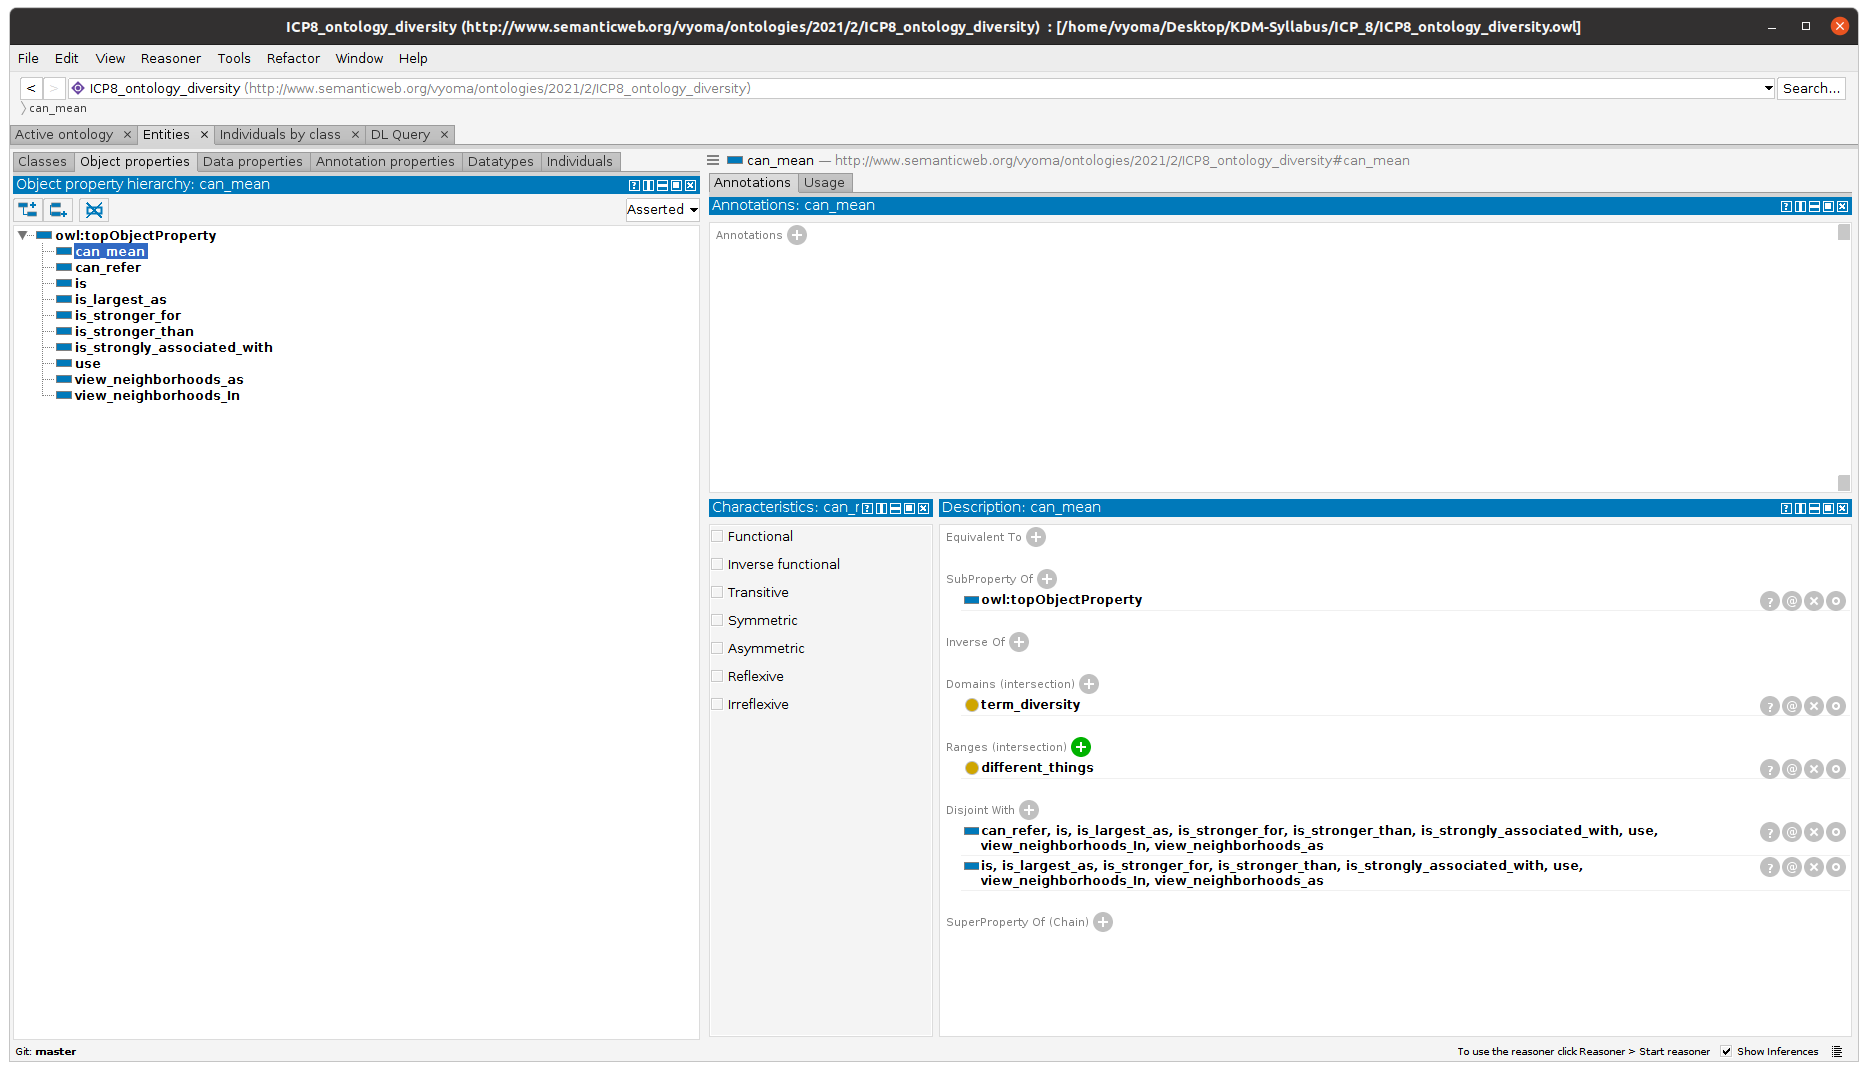 ICP8_ontology_diversity (http://www.semanticweb.org/vyoma/ontologies/2021/2/ICP8_ontology_diversity) : [/home/vyoma/Desktop/KDM-Syllabus/ICP_8/ICP8_ontology_diversity.owl]
File Edit View Reasoner Tools Refactor Window Help
< > ICP8_ontology_diversity (http://www.semanticweb.org/vyoma/ontologies/2021/2/ICP8_ontology_diversity) Search...
can_mean
Active ontology × Entities × Individuals by class × DL Query ×
Classes Object properties Data properties Annotation properties Datatypes Individuals
Object property hierarchy: can_mean
Asserted
owl:topObjectProperty
can_mean
can_refer
is
is_largest_as
is_stronger_for
is_stronger_than
is_strongly_associated_with
use
view_neighborhoods_as
view_neighborhoods_In
can_mean — http://www.semanticweb.org/vyoma/ontologies/2021/2/ICP8_ontology_diversity#can_mean
Annotations Usage
Annotations: can_mean
Annotations
Characteristics: can_r
Functional
Inverse functional
Transitive
Symmetric
Asymmetric
Reflexive
Irreflexive
Description: can_mean
Equivalent To
SubProperty Of
owl:topObjectProperty
Inverse Of
Domains (intersection)
term_diversity
Ranges (intersection)
different_things
Disjoint With
can_refer, is, is_largest_as, is_stronger_for, is_stronger_than, is_strongly_associated_with, use,
view_neighborhoods_In, view_neighborhoods_as
is, is_largest_as, is_stronger_for, is_stronger_than, is_strongly_associated_with, use,
view_neighborhoods_In, view_neighborhoods_as
SuperProperty Of (Chain)
Git: master
To use the reasoner click Reasoner > Start reasoner Show Inferences